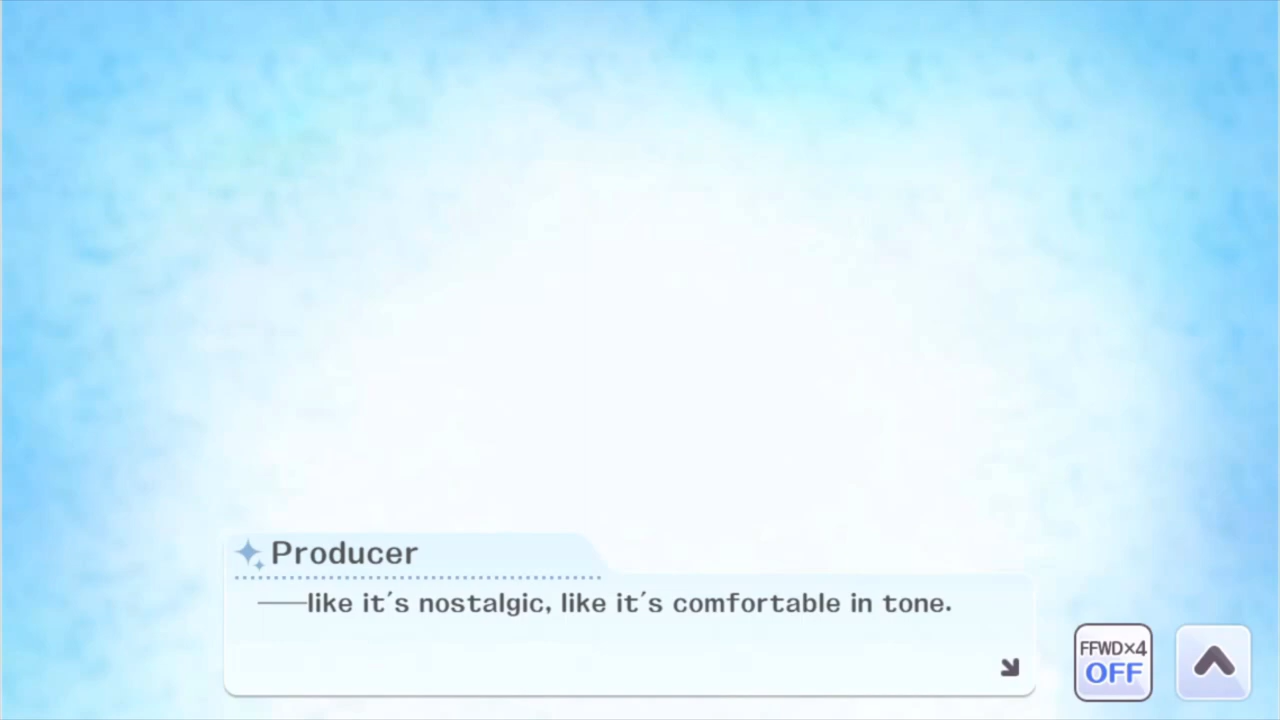 Producer
——like it's nostalgic, like it's comfortable in tone.
FFWD×4
OFF